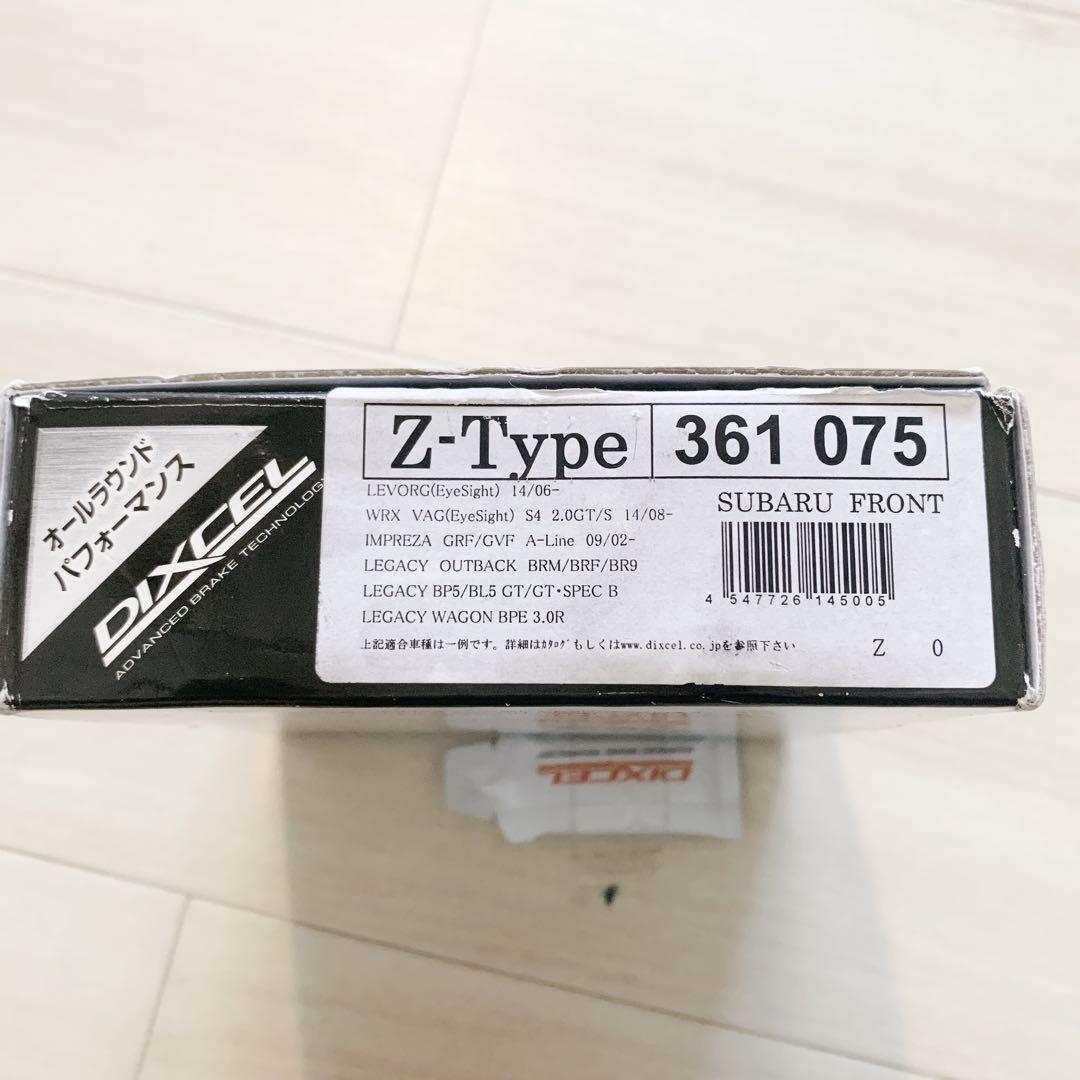 オールラウンド
パフォーマンス
DIXCEL
ADVANCED BRAKE TECHNOLOGY
Z-Type
361 075
LEVORG(EyeSight) 14/06-
WRX VAG(EyeSight) S4 2.0GT/S 14/08-
IMPREZA GRF/GVF A-Line 09/02-
LEGACY OUTBACK BRM/BRF/BR9
LEGACY BP5/BL5 GT/GT・SPEC B
LEGACY WAGON BPE 3.0R
上記適合車種は一例です。詳細はｶﾀﾛｸﾞもしくはwww.dixcel.co.jpを参照下さい
SUBARU FRONT
4 547726 145005
Z 0
DIXCEL